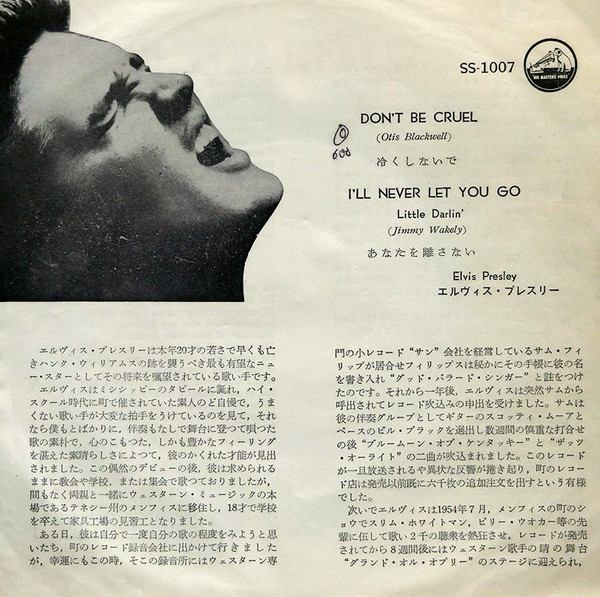 SS-1007
HIS MASTER'S VOICE
DON'T BE CRUEL
(Otis Blackwell)
冷くしないで
600
I'LL NEVER LET YOU GO
Little Darlin'
(Jimmy Wakely)
あなたを離さない
Elvis Presley
エルヴィス・プレスリー
エルヴィス・プレスリーは本年20才の若さで早くも亡
きハンク・ウィリアムスの跡を襲うべき最も有望なニュ
ー・スターとしてその将来を嘱望されている歌い手です。
エルヴィスはミシシッピーのタピールに生れ，ハイ・
スクール時代に町で催されていた素人のど自慢で，うま
くない歌い手が大変な拍手をうけているのを見て，それ
なら僕もとばかりに，伴奏もなしで舞台に登つて唄つた
歌の素朴で，心のこもつた，しかも豊かなフィーリング
を湛えた素晴らしさによつて，彼のかくれた才能が見出
されました。この偶然のデビューの後，彼は求められる
ままに教会や学校，または集会で歌つておりましたが，
間もなく両親と一緒にウェスターン・ミュージックの本
場であるテネシー州のメンフィスに移住し，18才で学校
を卒えて家具工場の見習工となりました。
ある日，彼は自分で一度自分の歌の程度をみようと思
いたち，町のレコード録音会社に出かけて行きました
が，幸運にもこの時，そこの録音所にはウェスターン専
門の小レコード“サン”会社を経営しているサム・フィ
リップが居合せフィリップスは秘かにその手帳に彼の名
を書き入れ“グッド・バラード・シンガー”と註をつけ
たのです。それから一年後，エルヴィスは突然サムから
呼出されてレコード吹込みの申出を受けました。サムは
彼の伴奏グループとしてギターのスコッティ・ムーアと
ベースのビル・ブラックを選出し数週間の慎重な打合せ
の後“ブルームーン・オブ・ケンタッキー”と“ザッツ
・オーライト”の二曲が吹込まれました。このレコード
が一旦放送されるや異状な反響が捲き起り，町のレコー
ド店は発売以前既に六千枚の追加注文を出すという有様
でした。
次いでエルヴィスは1954年７月，メンフィスの町のシ
ョウでスリム・ホワイトマン，ビリー・ウオカー等の先
輩に伍して歌い２千の聴衆を熱狂させ，レコードが発売
されてから８週間後にはウェスターン歌手の晴の舞台
“グランド・オル・オプリー”のステージに迎えられ，